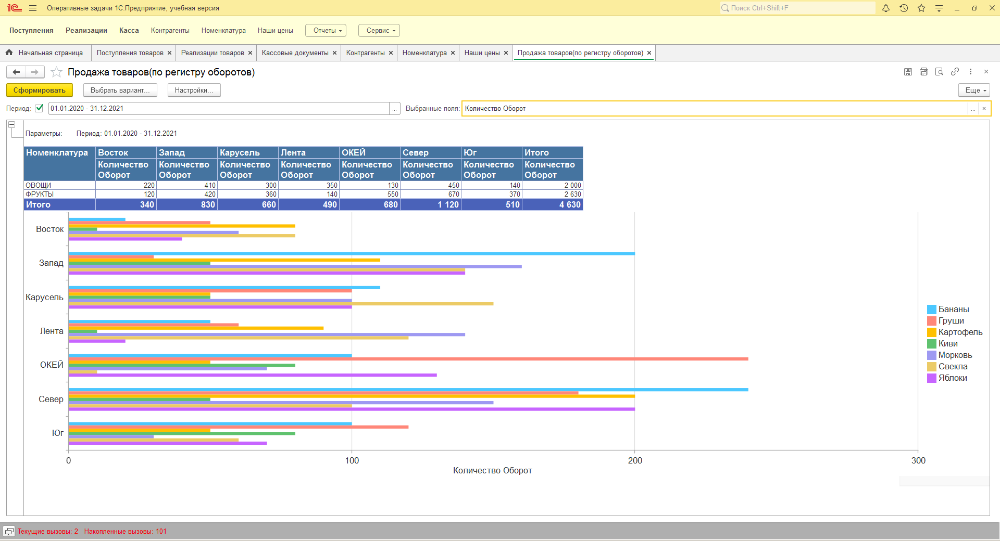 1С Оперативные задачи 1С:Предприятие, учебная версия Поиск Ctrl+Shift+F
Поступления Реализации Касса Контрагенты Номенклатура Наши цены Отчеты Сервис
Начальная страница Поступления товаров Реализации товаров Кассовые документы Контрагенты Номенклатура Наши цены Продажа товаров(по регистру оборотов)
Продажа товаров(по регистру оборотов)
Сформировать Выбрать вариант... Настройки... Еще
Период: 01.01.2020 - 31.12.2021 ... Выбранные поля: Количество Оборот ...
Параметры: Период: 01.01.2020 - 31.12.2021
Номенклатура Восток Запад Карусель Лента ОКЕЙ Север Юг Итого
Количество Количество Количество Количество Количество Количество Количество Количество
Оборот Оборот Оборот Оборот Оборот Оборот Оборот Оборот
ОВОЩИ 220 410 300 350 130 450 140 2 000
ФРУКТЫ 120 420 360 140 550 670 370 2 630
Итого 340 830 660 490 680 1 120 510 4 630
Восток
Запад
Карусель
Лента
ОКЕЙ
Север
Юг
0 100 200 300
Количество Оборот
Бананы
Груши
Картофель
Киви
Морковь
Свекла
Яблоки
Текущие вызовы: 2 Накопленные вызовы: 101